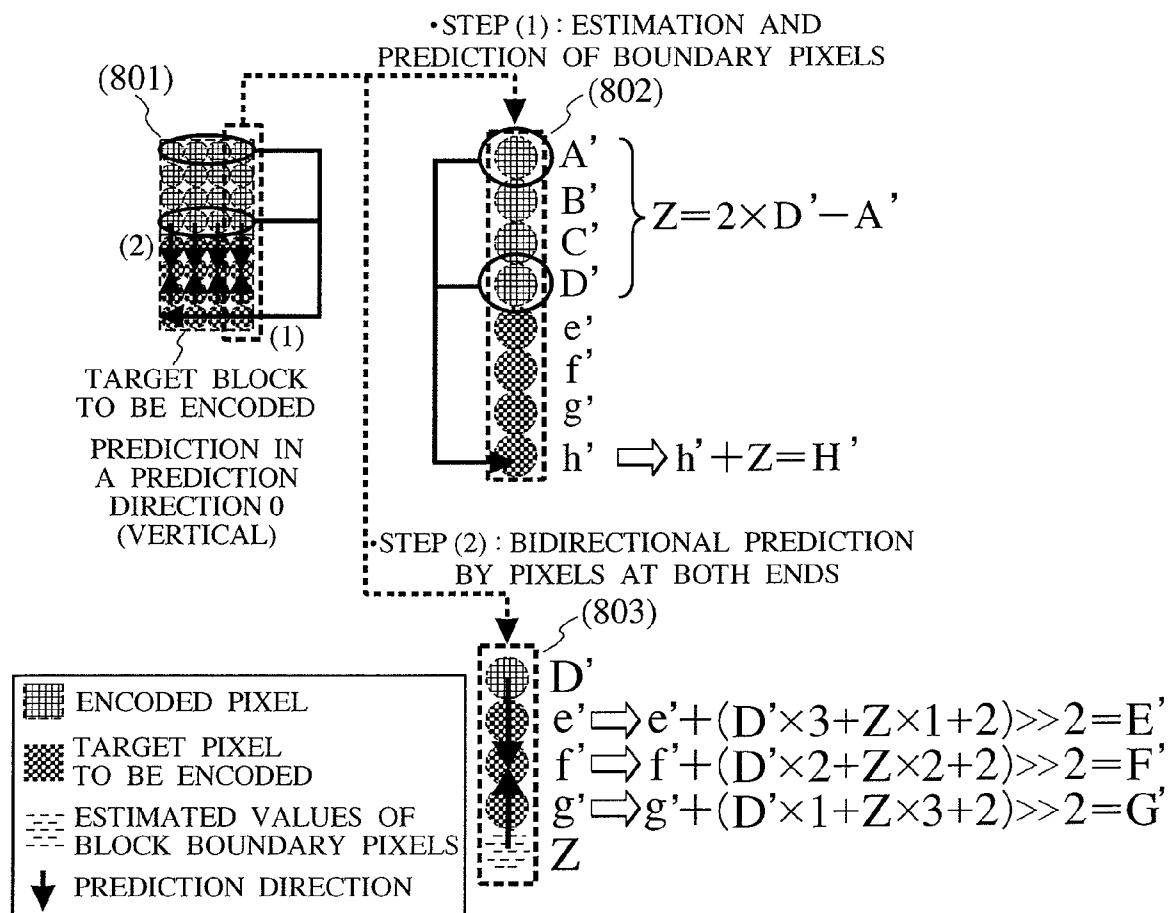 •STEP (1) : ESTIMATION AND
PREDICTION OF BOUNDARY PIXELS
(801)
(802)
A'
B'
C'
D'
Z=2×D'−A'
e'
f'
g'
h' ⇨ h'+Z=H'
(2)
(1)
TARGET BLOCK
TO BE ENCODED
PREDICTION IN
A PREDICTION
DIRECTION 0
(VERTICAL)
•STEP (2) : BIDIRECTIONAL PREDICTION
BY PIXELS AT BOTH ENDS
(803)
D'
e'⇨e'+(D'×3+Z×1+2)>>2=E'
f'⇨f'+(D'×2+Z×2+2)>>2=F'
g'⇨g'+(D'×1+Z×3+2)>>2=G'
Z
ENCODED PIXEL
TARGET PIXEL
TO BE ENCODED
ESTIMATED VALUES OF
BLOCK BOUNDARY PIXELS
PREDICTION DIRECTION